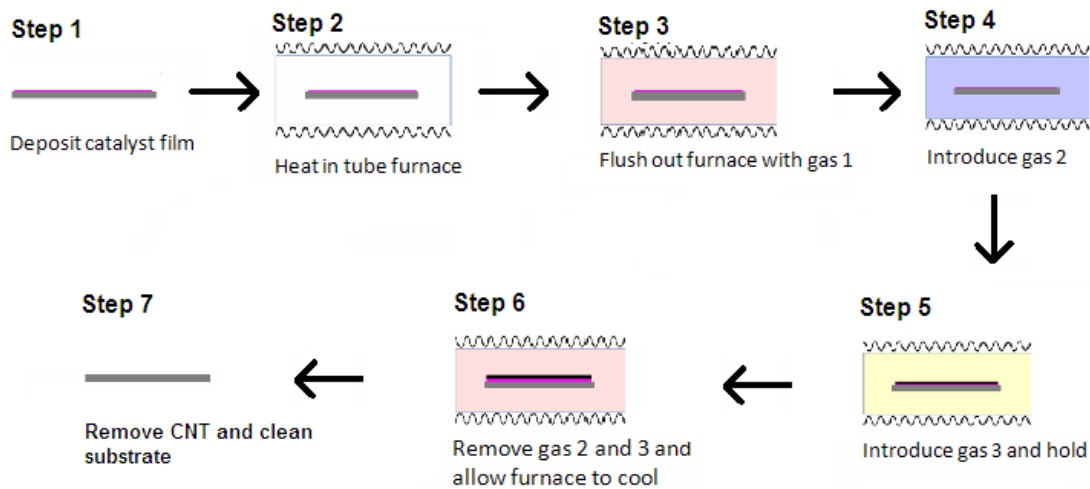 Step 1
Deposit catalyst film
Step 2
Heat in tube furnace
Step 3
Flush out furnace with gas 1
Step 4
Introduce gas 2
Step 5
Introduce gas 3 and hold
Step 6
Remove gas 2 and 3 and
allow furnace to cool
Step 7
Remove CNT and clean
substrate